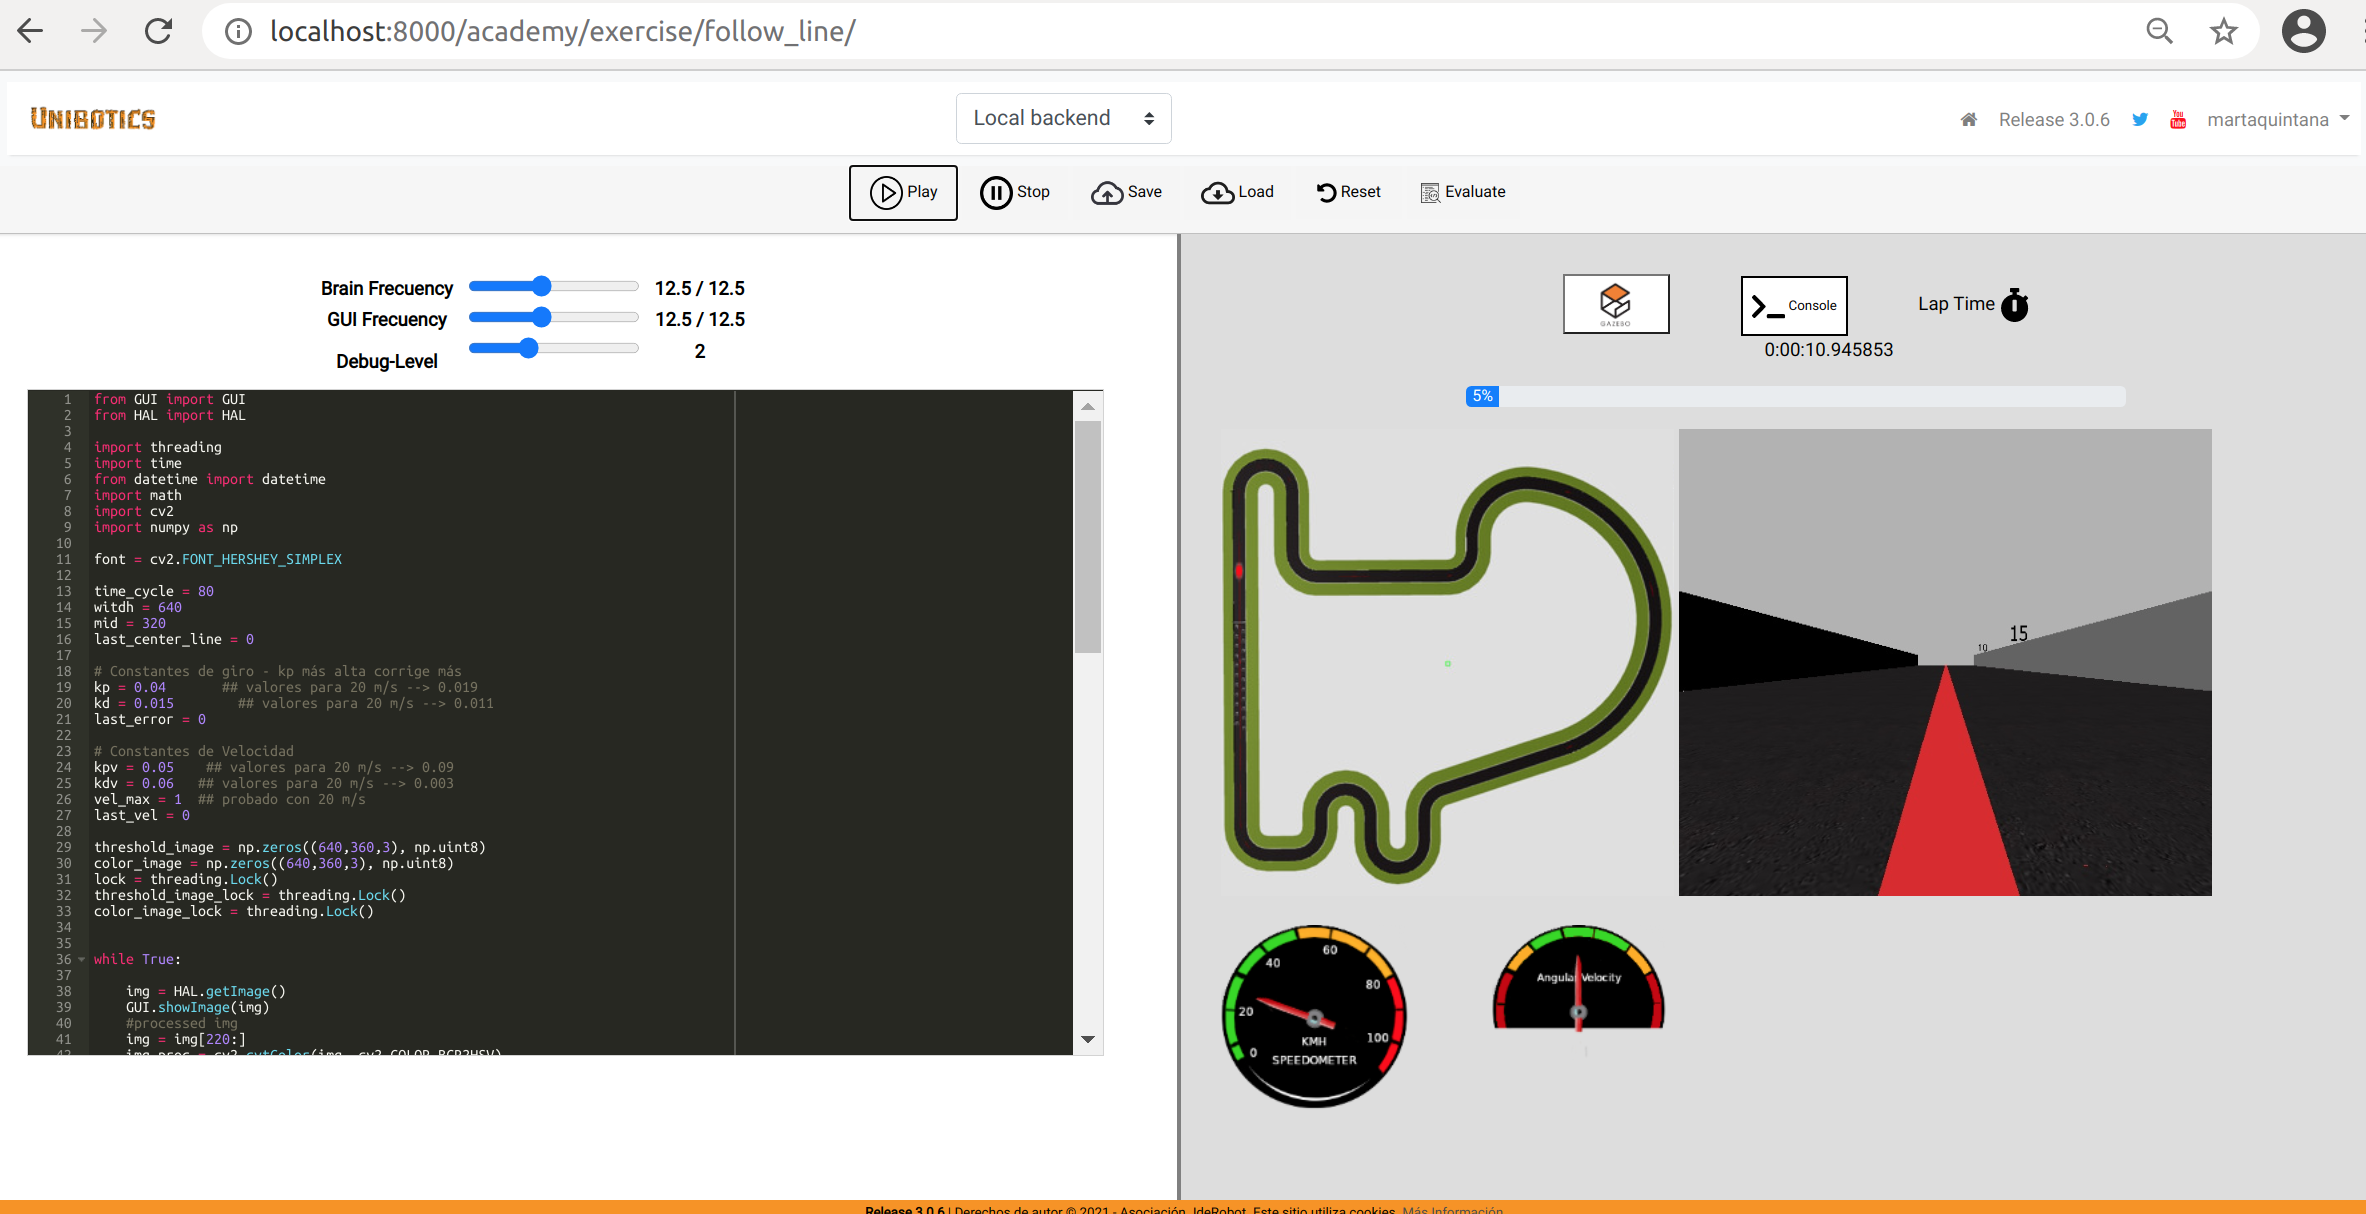 localhost:8000/academy/exercise/follow_line/
UNIBOTICS
Local backend
Release 3.0.6
You Tube
martaquintana
Play
Stop
Save
Load
Reset
Evaluate
Brain Frecuency 12.5 / 12.5
GUI Frecuency 12.5 / 12.5
Debug-Level 2
1 from GUI import GUI
2 from HAL import HAL
3
4 import threading
5 import time
6 from datetime import datetime
7 import math
8 import cv2
9 import numpy as np
10
11 font = cv2.FONT_HERSHEY_SIMPLEX
12
13 time_cycle = 80
14 witdh = 640
15 mid = 320
16 last_center_line = 0
17
18 # Constantes de giro - kp más alta corrige más
19 kp = 0.04 ## valores para 20 m/s --> 0.019
20 kd = 0.015 ## valores para 20 m/s --> 0.011
21 last_error = 0
22
23 # Constantes de Velocidad
24 kpv = 0.05 ## valores para 20 m/s --> 0.09
25 kdv = 0.06 ## valores para 20 m/s --> 0.003
26 vel_max = 1 ## probado con 20 m/s
27 last_vel = 0
28
29 threshold_image = np.zeros((640,360,3), np.uint8)
30 color_image = np.zeros((640,360,3), np.uint8)
31 lock = threading.Lock()
32 threshold_image_lock = threading.Lock()
33 color_image_lock = threading.Lock()
34
35
36 while True:
37
38 img = HAL.getImage()
39 GUI.showImage(img)
40 #processed img
41 img = img[220:]
42 img_proc = cv2.cvtColor(img, cv2.COLOR_BGR2HSV)
GAZEBO
Console
Lap Time
0:00:10.945853
5%
15
10
0 20 40 60 80 100
KMH
SPEEDOMETER
Angular Velocity
Release 3.0.6 | Derechos de autor © 2021 - Asociación JdeRobot. Este sitio utiliza cookies. Más Información